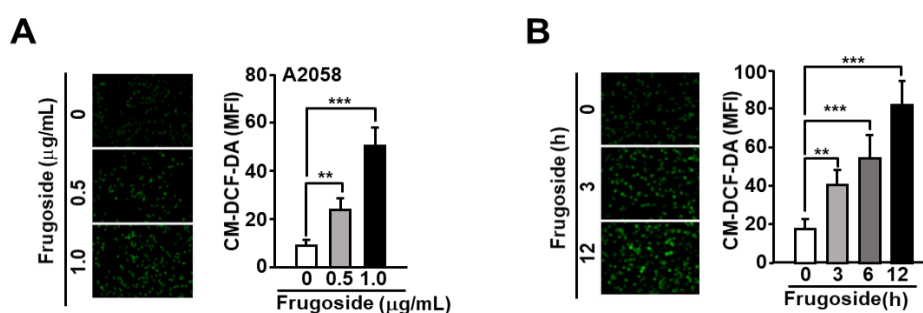 A
Frugoside (μg/mL)
0
0.5
1.0
CM-DCF-DA (MFI)
80
60
40
20
0
A2058
***
**
0 0.5 1.0
Frugoside (μg/mL)
B
Frugoside (h)
0
3
12
CM-DCF-DA (MFI)
100
80
60
40
20
0
***
***
**
0 3 6 12
Frugoside(h)